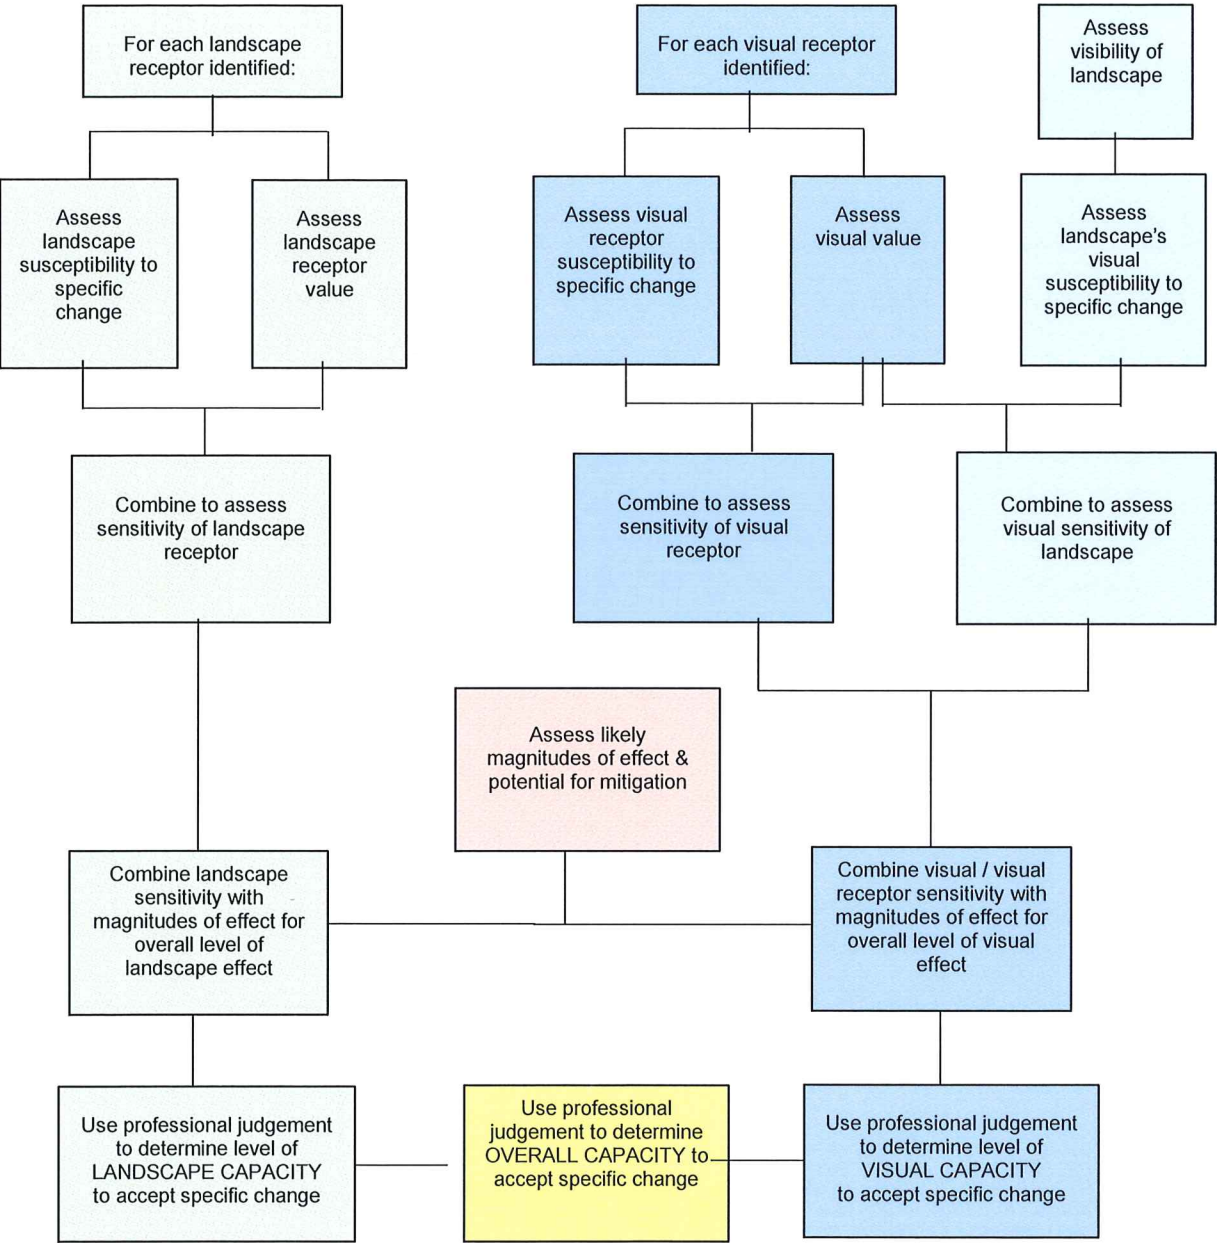 For each landscape
receptor identified:
For each visual receptor
identified:
Assess
visibility of
landscape
Assess
landscape
susceptibility to
specific
change
Assess
landscape
receptor
value
Assess visual
receptor
susceptibility to
specific change
Assess
visual value
Assess
landscape's
visual
susceptibility to
specific change
Combine to assess
sensitivity of landscape
receptor
Combine to assess
sensitivity of visual
receptor
Combine to assess
visual sensitivity of
landscape
Assess likely
magnitudes of effect &
potential for mitigation
Combine landscape
sensitivity with
magnitudes of effect for
overall level of
landscape effect
Combine visual / visual
receptor sensitivity with
magnitudes of effect for
overall level of visual
effect
Use professional judgement
to determine level of
LANDSCAPE CAPACITY
to accept specific change
Use professional
judgement to determine
OVERALL CAPACITY to
accept specific change
Use professional judgement
to determine level of
VISUAL CAPACITY
to accept specific change